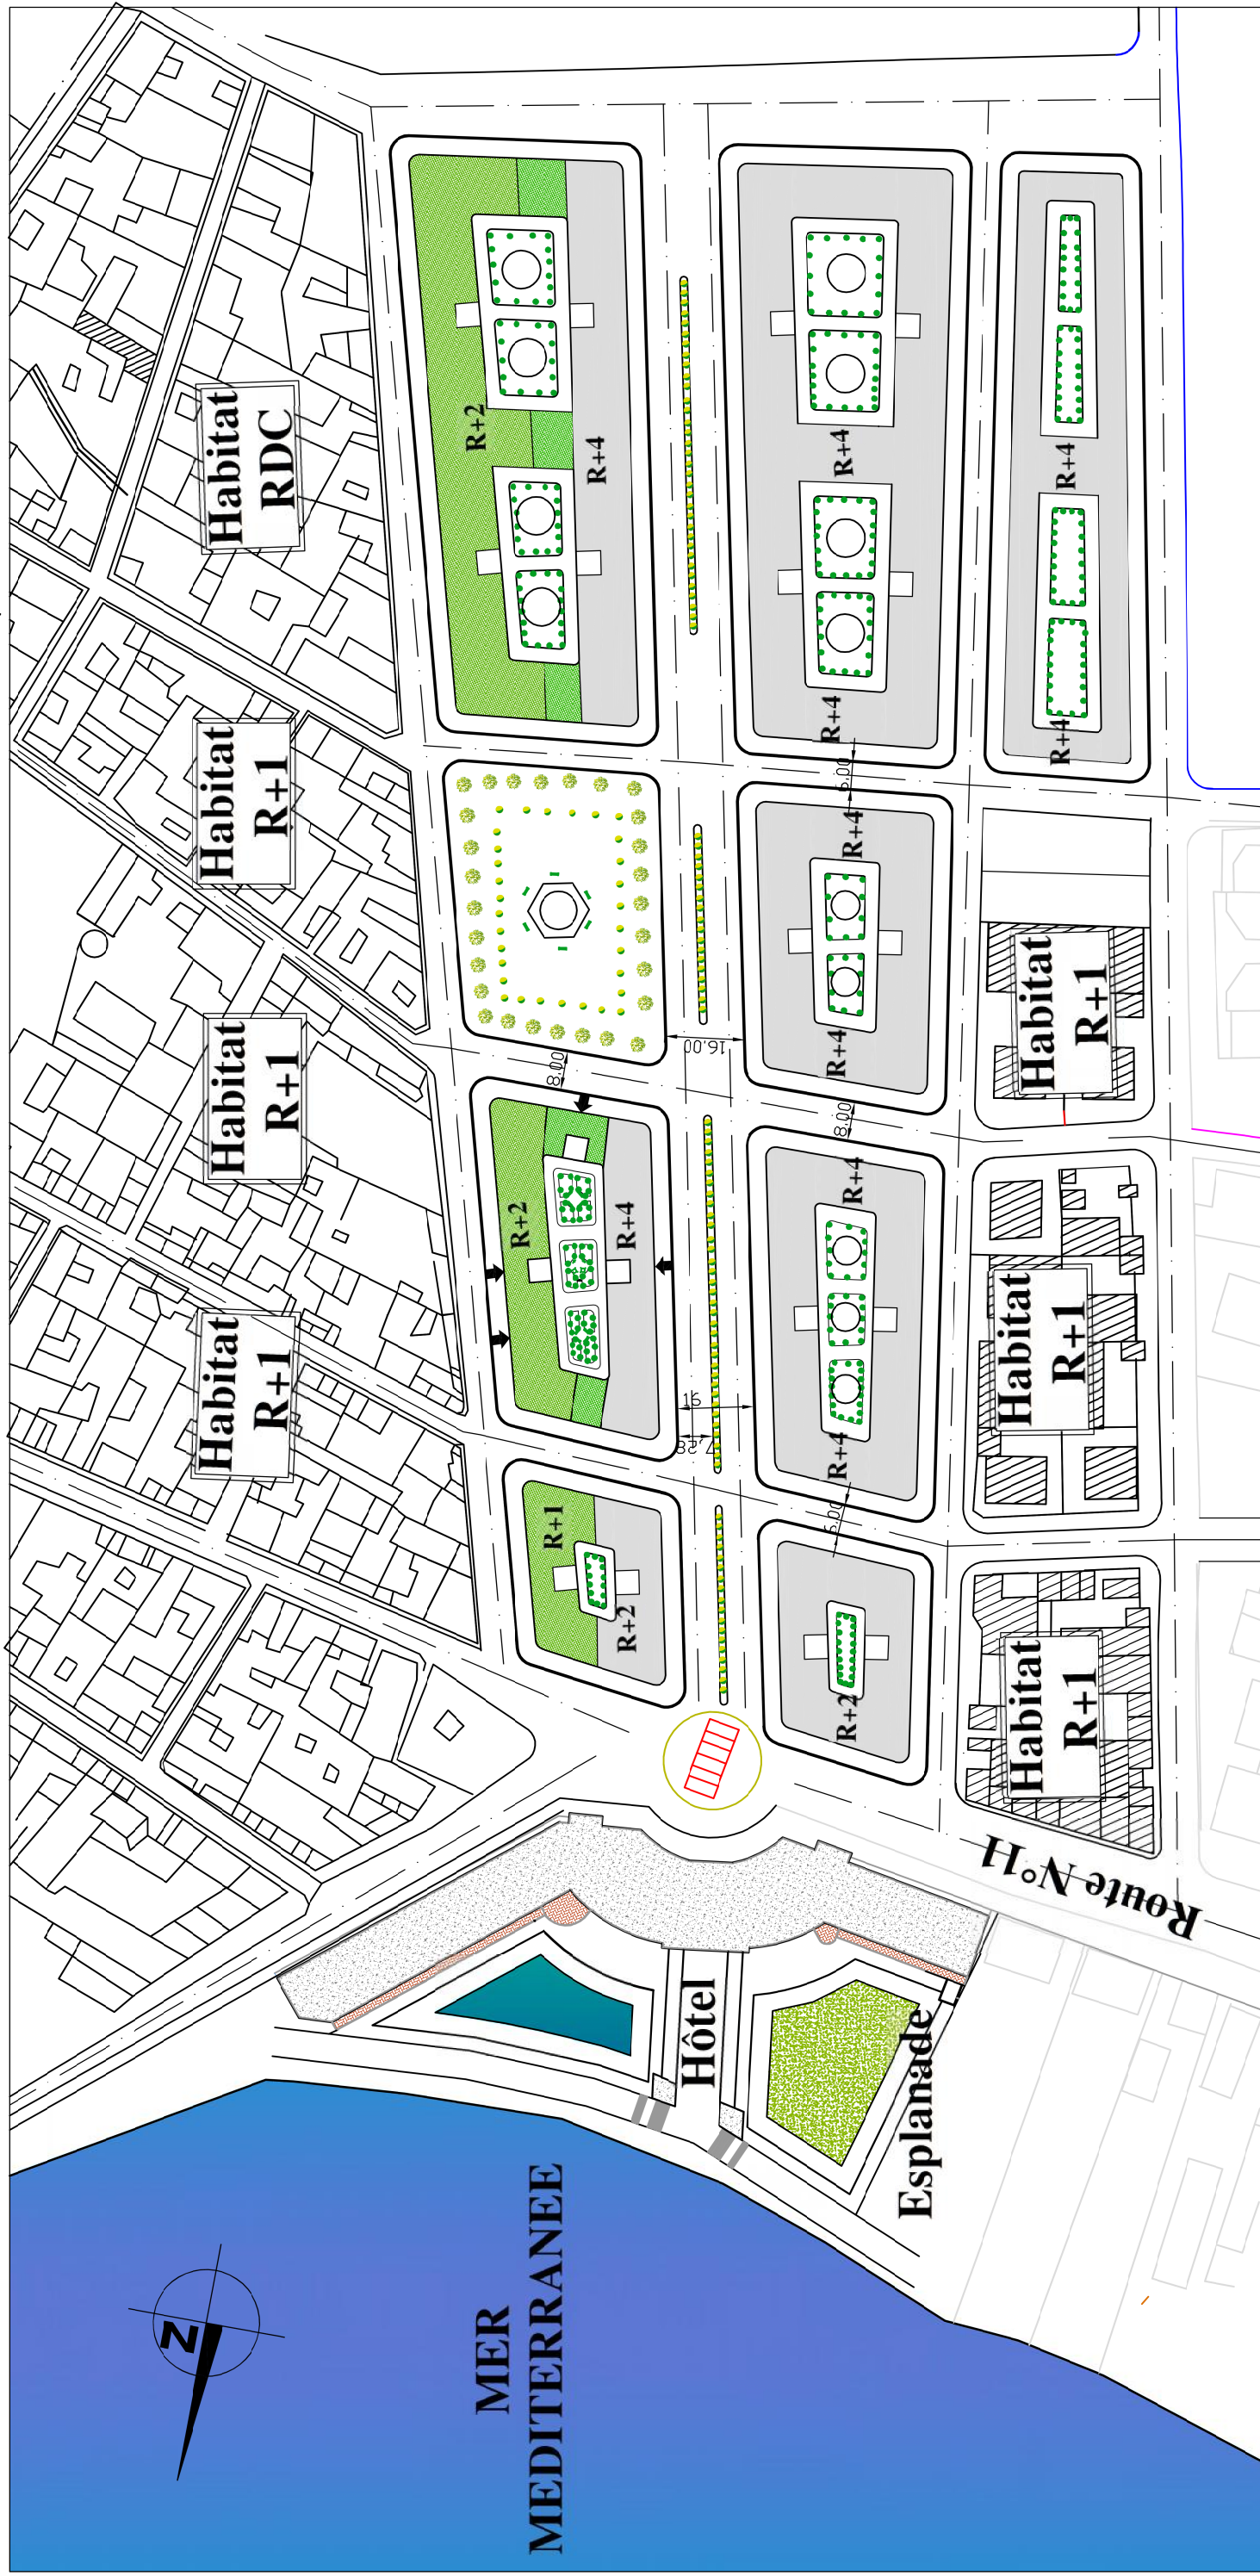 Habitat
RDC
R+2
R+4
R+4
R+4
R+4
R+4
Habitat
R+1
6.00
R+4
R+4
Habitat
R+1
16.00
8.00
Habitat
R+1
8.00
R+2
R+4
R+4
R+4
Habitat
R+1
16
7,28
Habitat
R+1
6.00
R+1
R+2
R+2
Habitat
R+1
Route N°11
Hôtel
Esplanade
MER
MEDITERRANEE
N